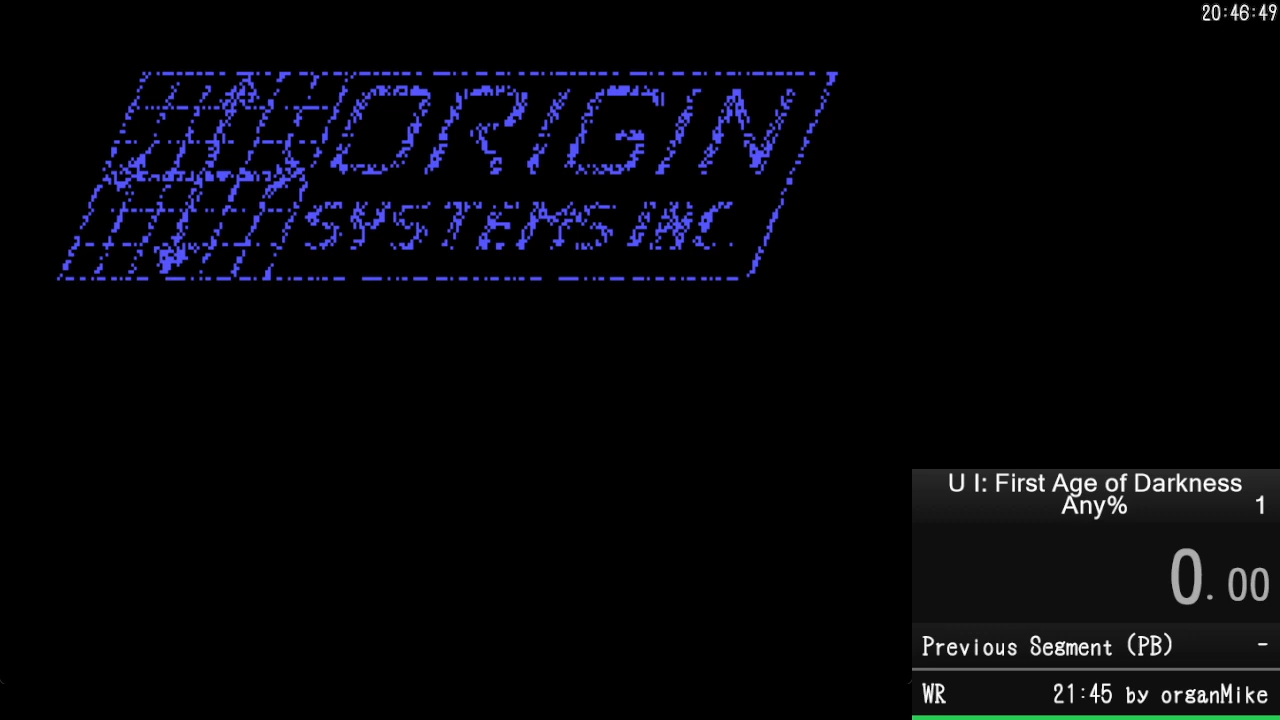 20:46:49
ORIGIN
SYSTEMS INC.
U I: First Age of Darkness
Any% 1
0.00
Previous Segment (PB) -
WR 21:45 by organMike